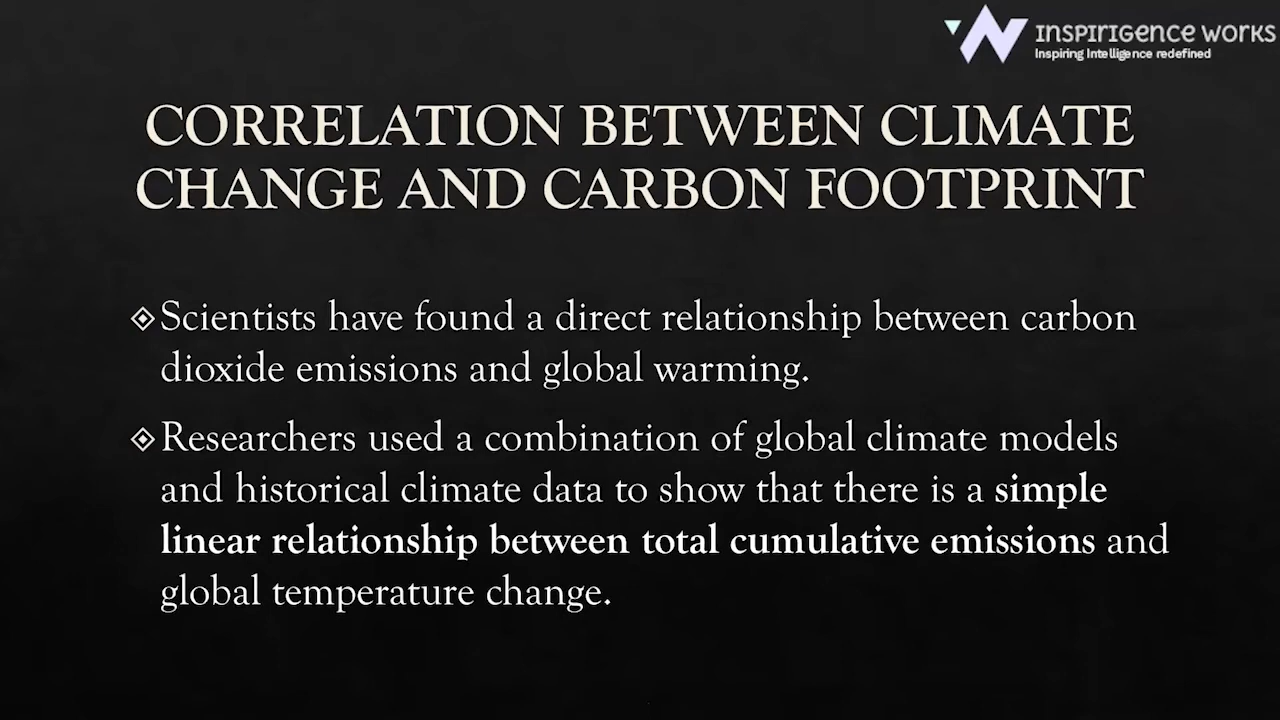 INSPIRIGENCE WORKS
Inspiring Intelligence redefined
CORRELATION BETWEEN CLIMATE
CHANGE AND CARBON FOOTPRINT
Scientists have found a direct relationship between carbon
dioxide emissions and global warming.
Researchers used a combination of global climate models
and historical climate data to show that there is a simple
linear relationship between total cumulative emissions and
global temperature change.